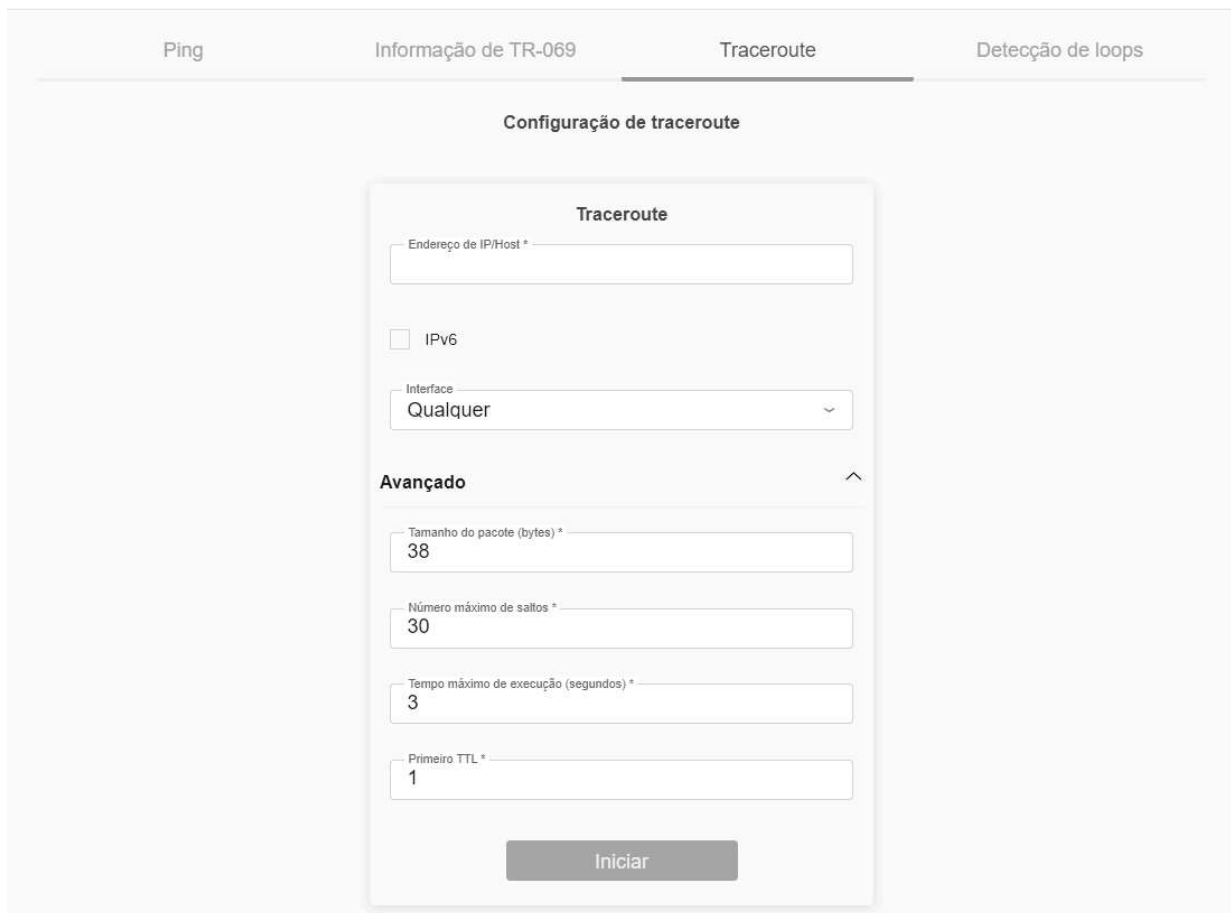 Ping
Informação de TR-069
Traceroute
Detecção de loops
Configuração de traceroute
Traceroute
Endereço de IP/Host *
IPv6
Interface
Qualquer
Avançado
Tamanho do pacote (bytes) *
38
Número máximo de saltos *
30
Tempo máximo de execução (segundos) *
3
Primeiro TTL *
1
Iniciar